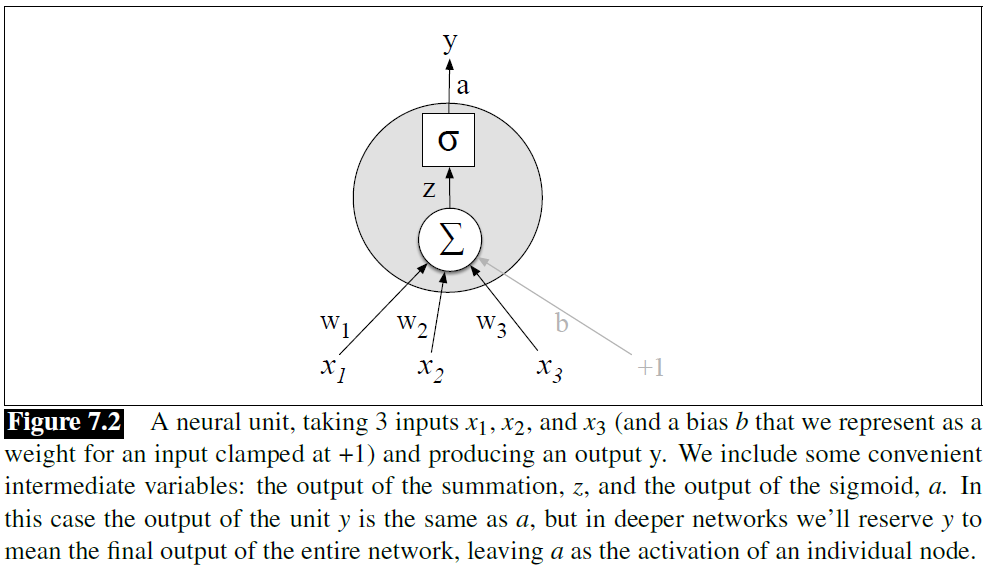 y
a
σ
z
Σ
w1 w2 w3 b
x1 x2 x3 +1
Figure 7.2 A neural unit, taking 3 inputs x1, x2, and x3 (and a bias b that we represent as a
weight for an input clamped at +1) and producing an output y. We include some convenient
intermediate variables: the output of the summation, z, and the output of the sigmoid, a. In
this case the output of the unit y is the same as a, but in deeper networks we'll reserve y to
mean the final output of the entire network, leaving a as the activation of an individual node.